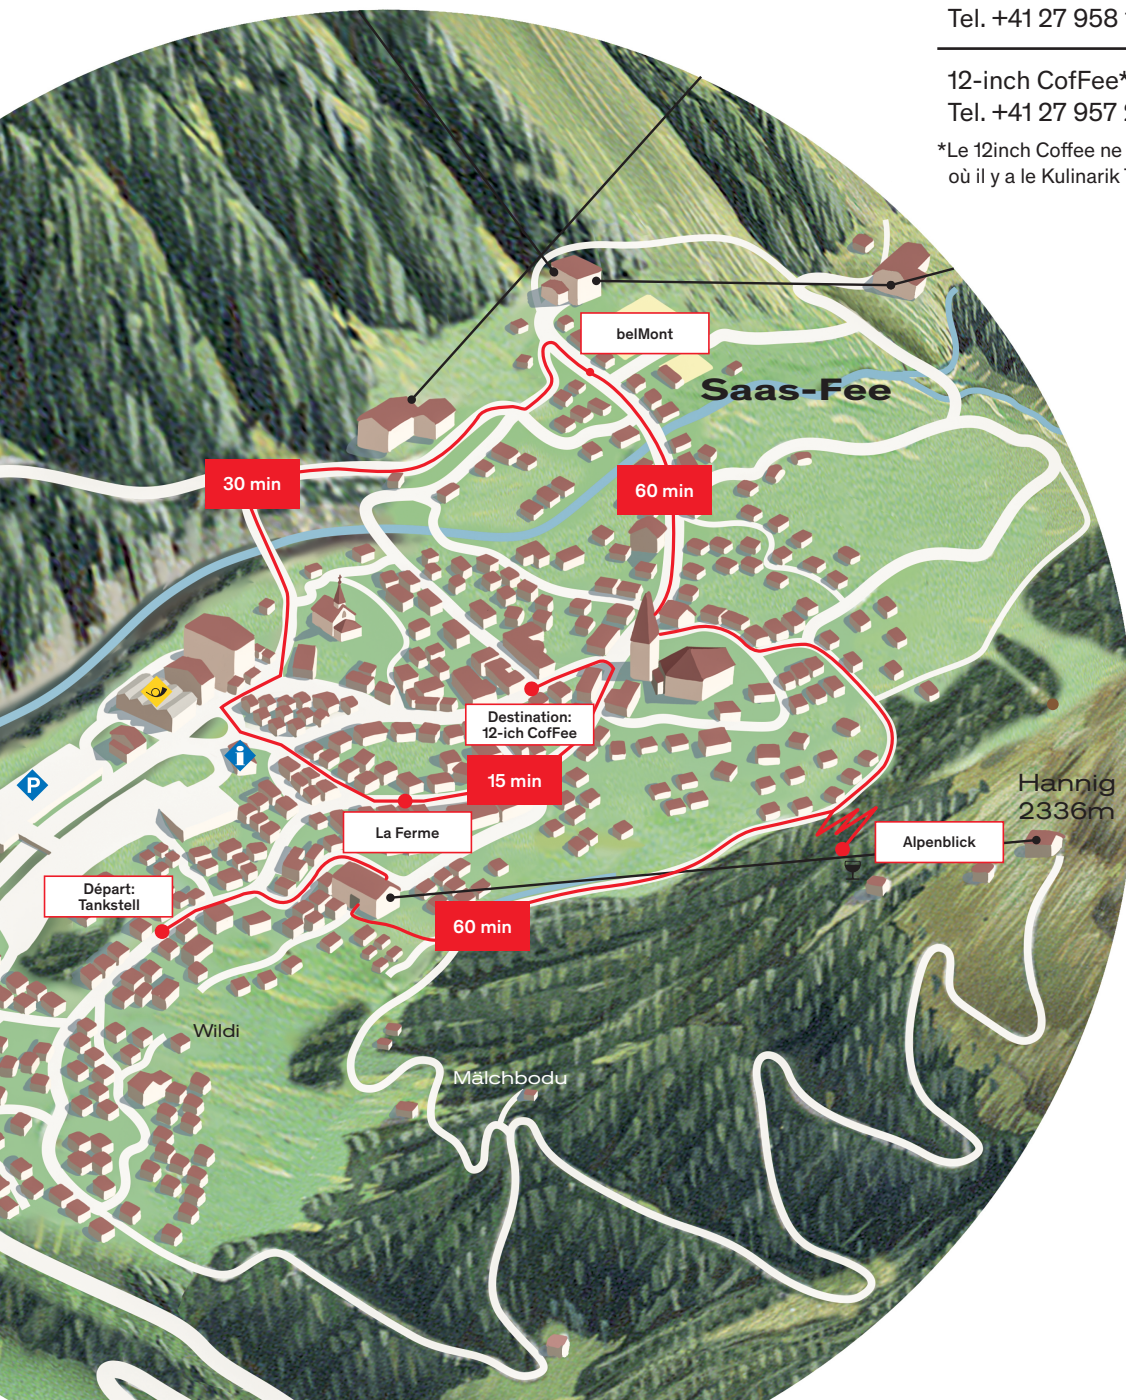 Tel. +41 27 958
12-inch CofFee*
Tel. +41 27 957
*Le 12inch Coffee ne
où il y a le Kulinarik
belMont
Saas-Fee
30 min
60 min
Destination:
12-ich CofFee
15 min
P
i
Hannig
2336m
La Ferme
Alpenblick
Départ:
Tankstell
60 min
Wildi
Mälchbodu